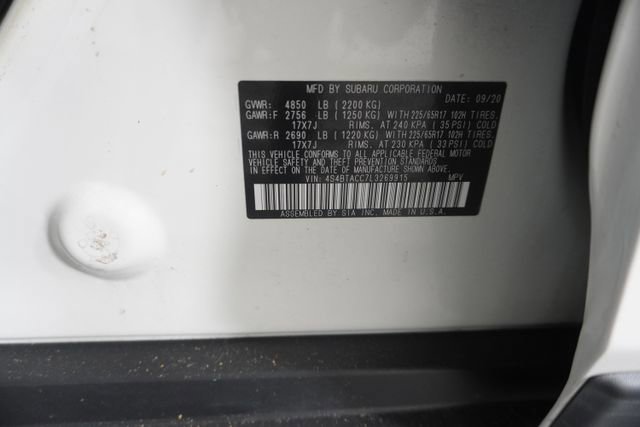 MFD BY SUBARU CORPORATION
DATE: 09/20
GVWR: 4850 LB ( 2200 KG)
GAWR:F 2756 LB ( 1250 KG) WITH 225/65R17 102H TIRES
17X7J RIMS. AT 240 KPA ( 35 PSI) COLD
GAWR:R 2690 LB ( 1220 KG) WITH 225/65R17 102H TIRES
17X7J RIMS. AT 230 KPA ( 33 PSI) COLD
THIS VEHICLE CONFORMS TO ALL APPLICABLE FEDERAL MOTOR
VEHICLE SAFETY AND THEFT PREVENTION STANDARDS
IN EFFECT ON THE DATE OF MANUFACTURE SHOWN ABOVE.
VIN: 4S4BTACC7L3269915 MPV
ASSEMBLED BY SIA INC. MADE IN U.S.A.